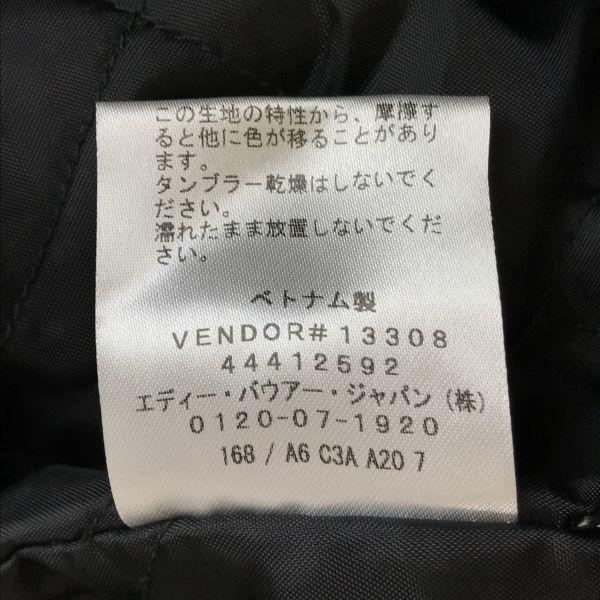 この生地の特性から、摩擦す
ると他に色が移ることがあり
ます。
タンブラー乾燥はしないでく
ださい。
濡れたまま放置しないでくだ
さい。
ベトナム製
VENDOR# 13308
44412592
エディー・バウアー・ジャパン (株)
0120-07-1920
168 / A6 C3A A20 7